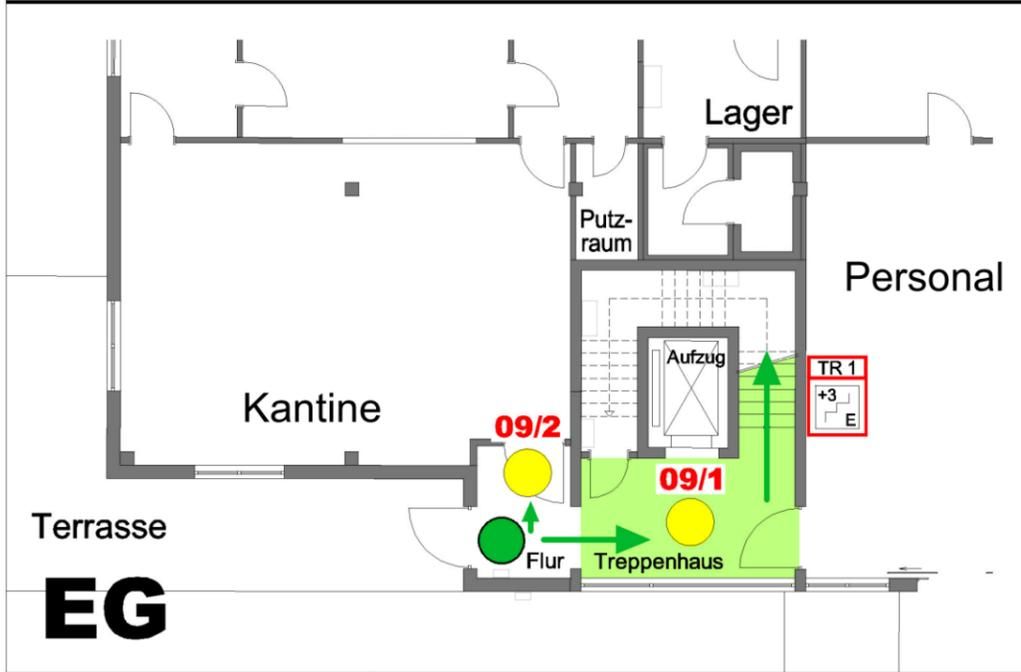 Lager
Putz-
raum
Personal
Aufzug
TR 1
+3
E
Kantine
09/2
09/1
Terrasse
Flur
Treppenhaus
EG